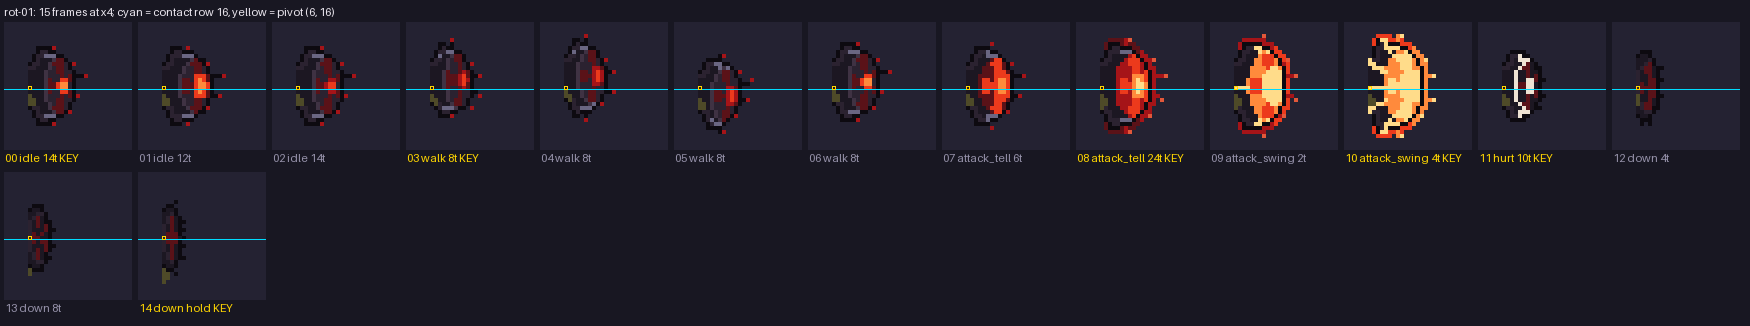 rot-01: 15 frames at x4; cyan = contact row 16, yellow = pivot (6, 16)
00 idle 14t KEY
01 idle 12t
02 idle 14t
03 walk 8t KEY
04 walk 8t
05 walk 8t
06 walk 8t
07 attack_tell 6t
08 attack_tell 24t KEY
09 attack_swing 2t
10 attack_swing 4t KEY
11 hurt 10t KEY
12 down 4t
13 down 8t
14 down hold KEY